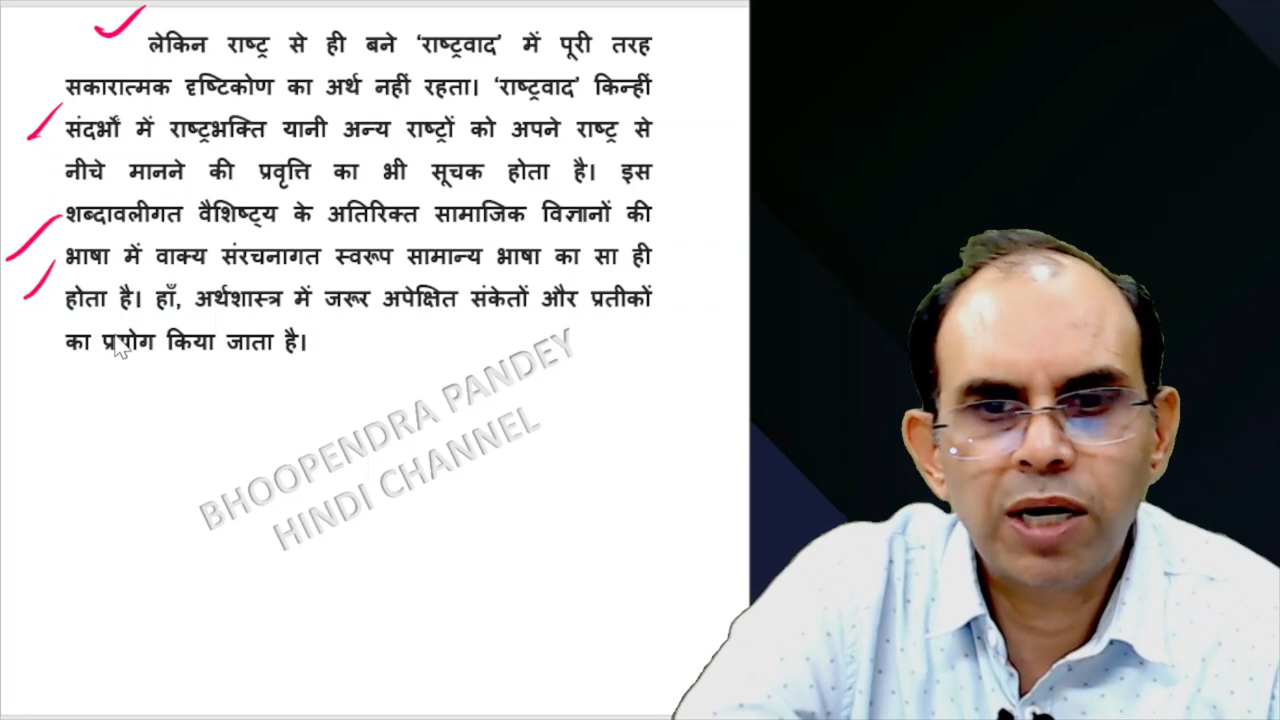 लेकिन राष्ट्र से ही बने ‘राष्ट्रवाद’ में पूरी तरह
सकारात्मक दृष्टिकोण का अर्थ नहीं रहता। ‘राष्ट्रवाद’ किन्हीं
संदर्भों में राष्ट्रभक्ति यानी अन्य राष्ट्रों को अपने राष्ट्र से
नीचे मानने की प्रवृत्ति का भी सूचक होता है। इस
शब्दावलीगत वैशिष्ट्य के अतिरिक्त सामाजिक विज्ञानों की
भाषा में वाक्य संरचनागत स्वरूप सामान्य भाषा का सा ही
होता है। हाँ, अर्थशास्त्र में जरूर अपेक्षित संकेतों और प्रतीकों
का प्रयोग किया जाता है।
BHOOPENDRA PANDEY
HINDI CHANNEL